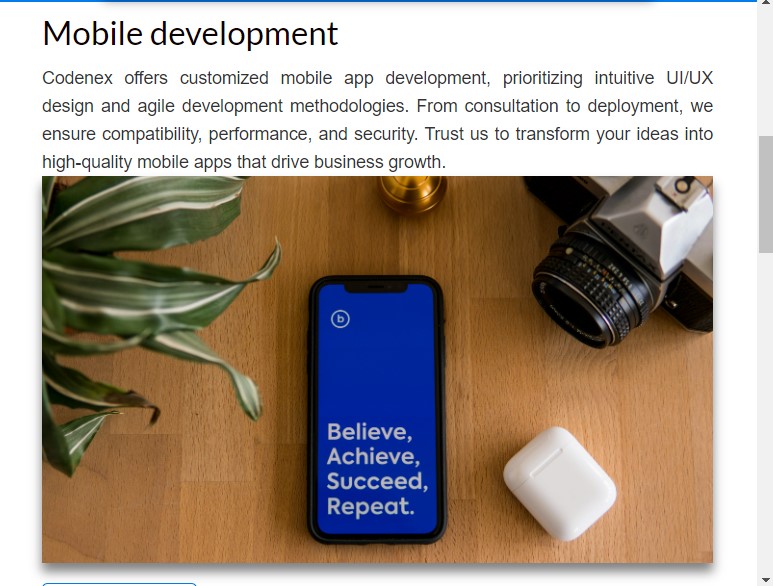 Mobile development
Codenex offers customized mobile app development, prioritizing intuitive UI/UX
design and agile development methodologies. From consultation to deployment, we
ensure compatibility, performance, and security. Trust us to transform your ideas into
high-quality mobile apps that drive business growth.
b
Believe,
Achieve,
Succeed,
Repeat.